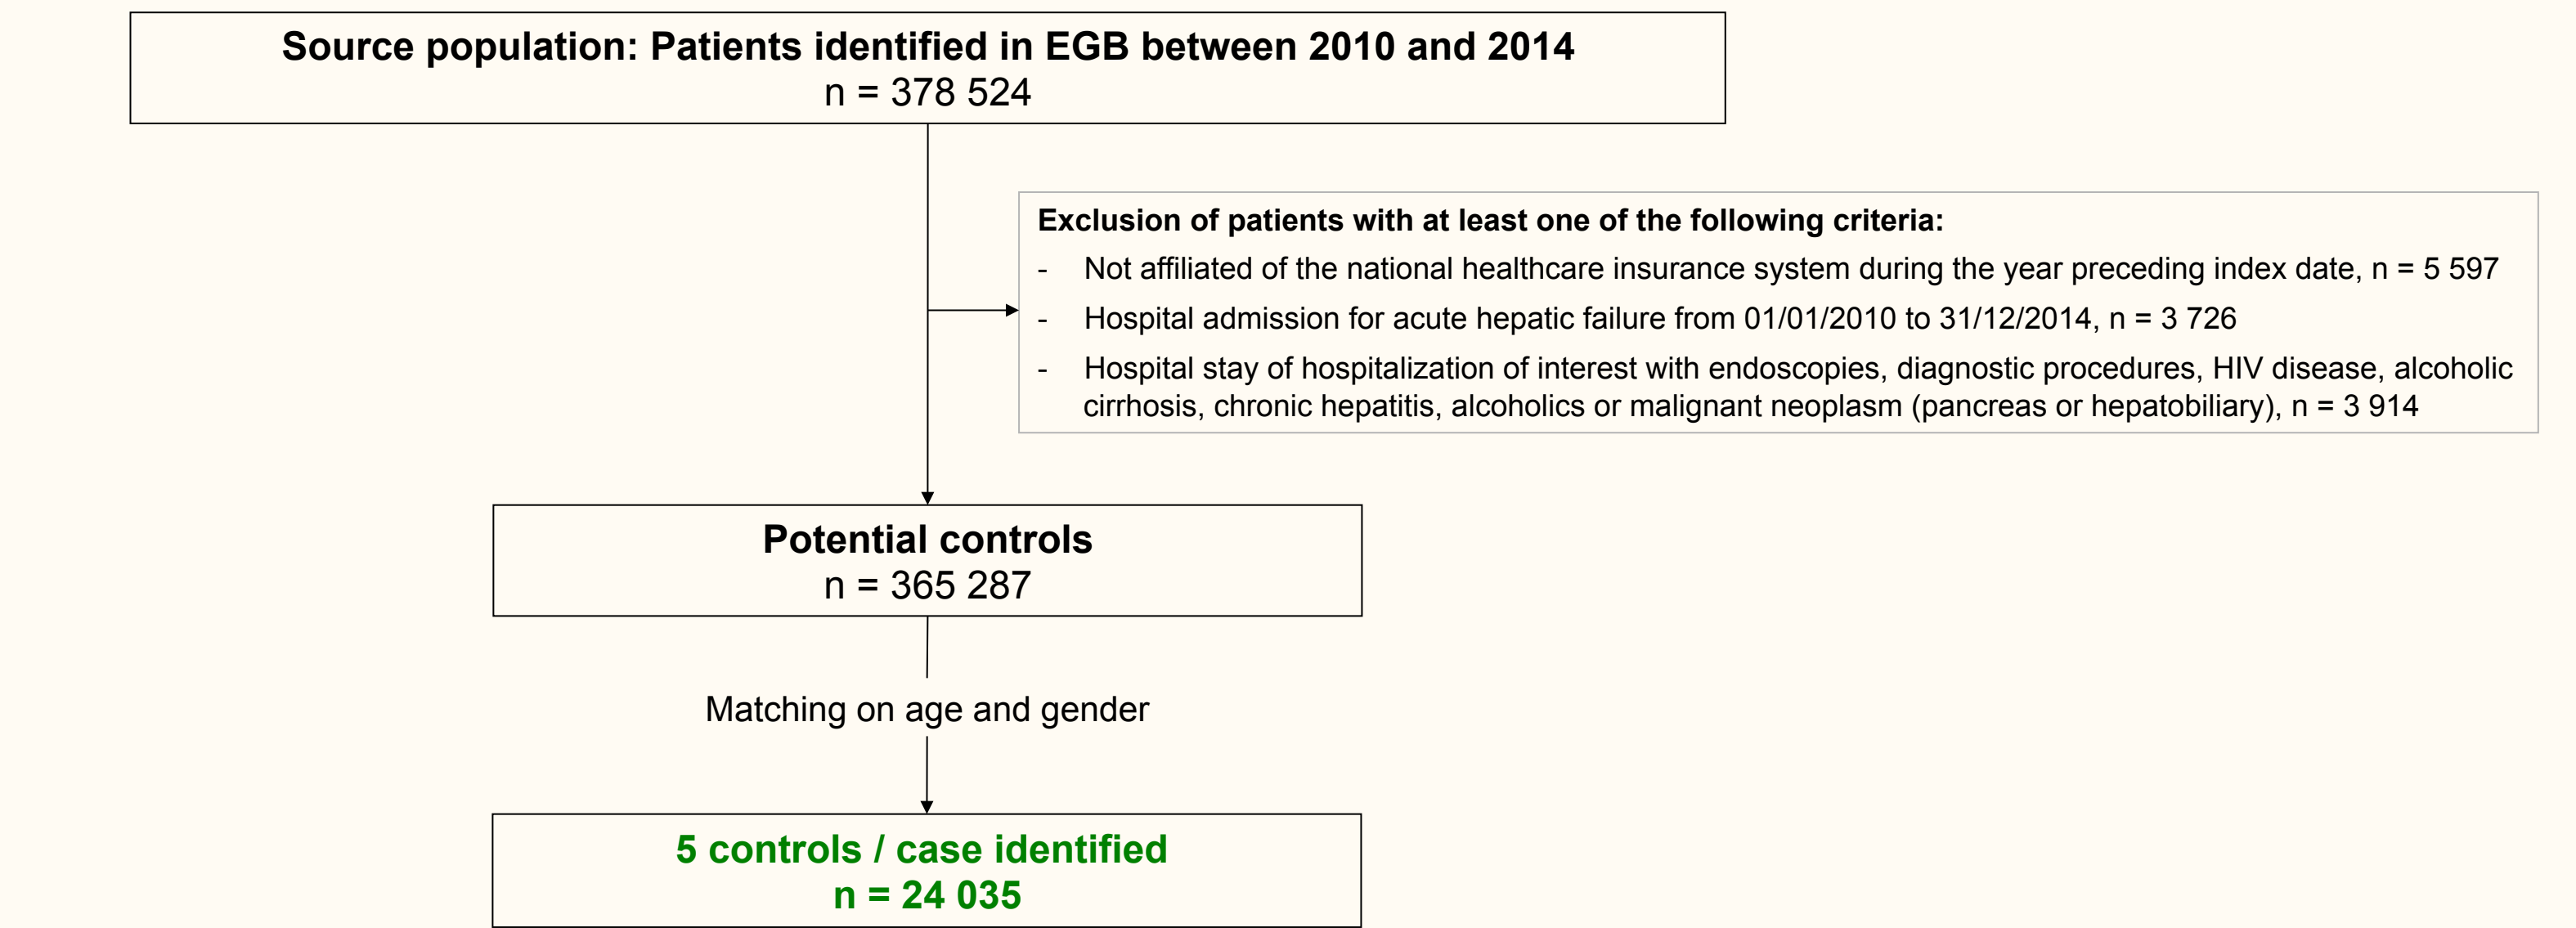 Source population: Patients identified in EGB between 2010 and 2014
n = 378 524
Exclusion of patients with at least one of the following criteria:
- Not affiliated of the national healthcare insurance system during the year preceding index date, n = 5 597
- Hospital admission for acute hepatic failure from 01/01/2010 to 31/12/2014, n = 3 726
- Hospital stay of hospitalization of interest with endoscopies, diagnostic procedures, HIV disease, alcoholic
cirrhosis, chronic hepatitis, alcoholics or malignant neoplasm (pancreas or hepatobiliary), n = 3 914
Potential controls
n = 365 287
Matching on age and gender
5 controls / case identified
n = 24 035